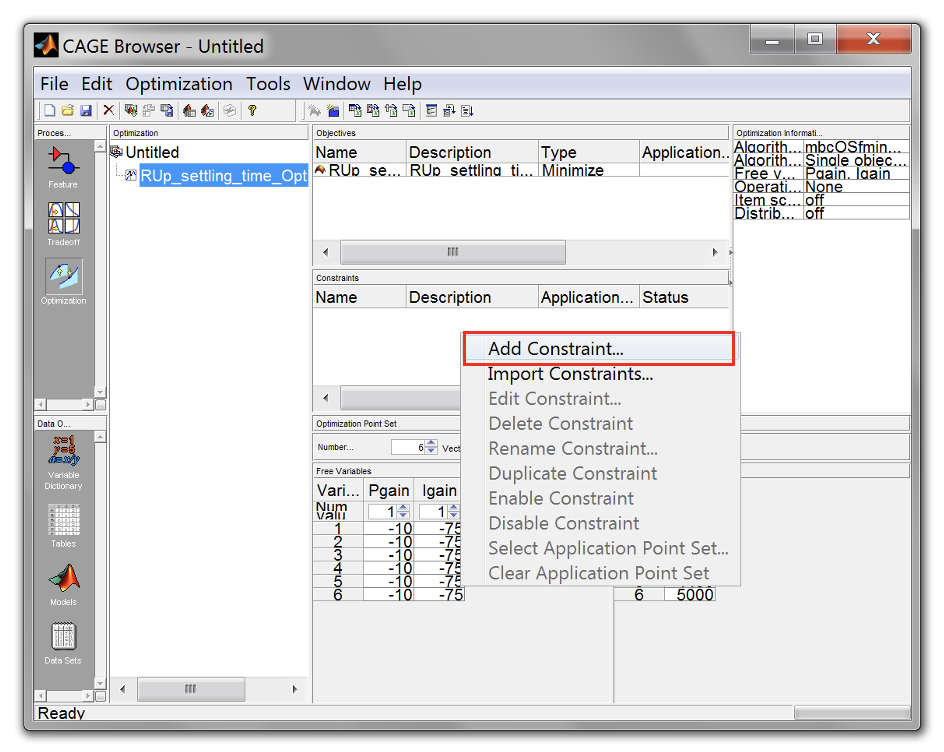 CAGE Browser - Untitled
File Edit Optimization Tools Window Help
Proces...
Feature
Tradeoff
Optimization
Data O...
x=1
y=5
a=x/y
Variable
Dictionary
Tables
Models
Data Sets
Optimization
Untitled
RUp_settling_time_Opt
Objectives
Name Description Type Application...
RUp_se... RUp_settling_ti... Minimize
Constraints
Name Description Application... Status
Add Constraint...
Import Constraints...
Edit Constraint...
Delete Constraint
Rename Constraint...
Duplicate Constraint
Enable Constraint
Disable Constraint
Select Application Point Set...
Clear Application Point Set
Optimization Point Set
Number... 6 Vect
Free Variables
Vari... Pgain Igain
Num 1 1
Valu
1 -10 -75
2 -10 -75
3 -10 -75
4 -10 -75
5 -10 -75
6 -10 -75
6 5000
Optimization Informati...
Algorith... mbcOSfmin...
Algorith... Single objec...
Free v... Pgain, Igain
Operati... None
Item sc... off
Distrib... off
Ready